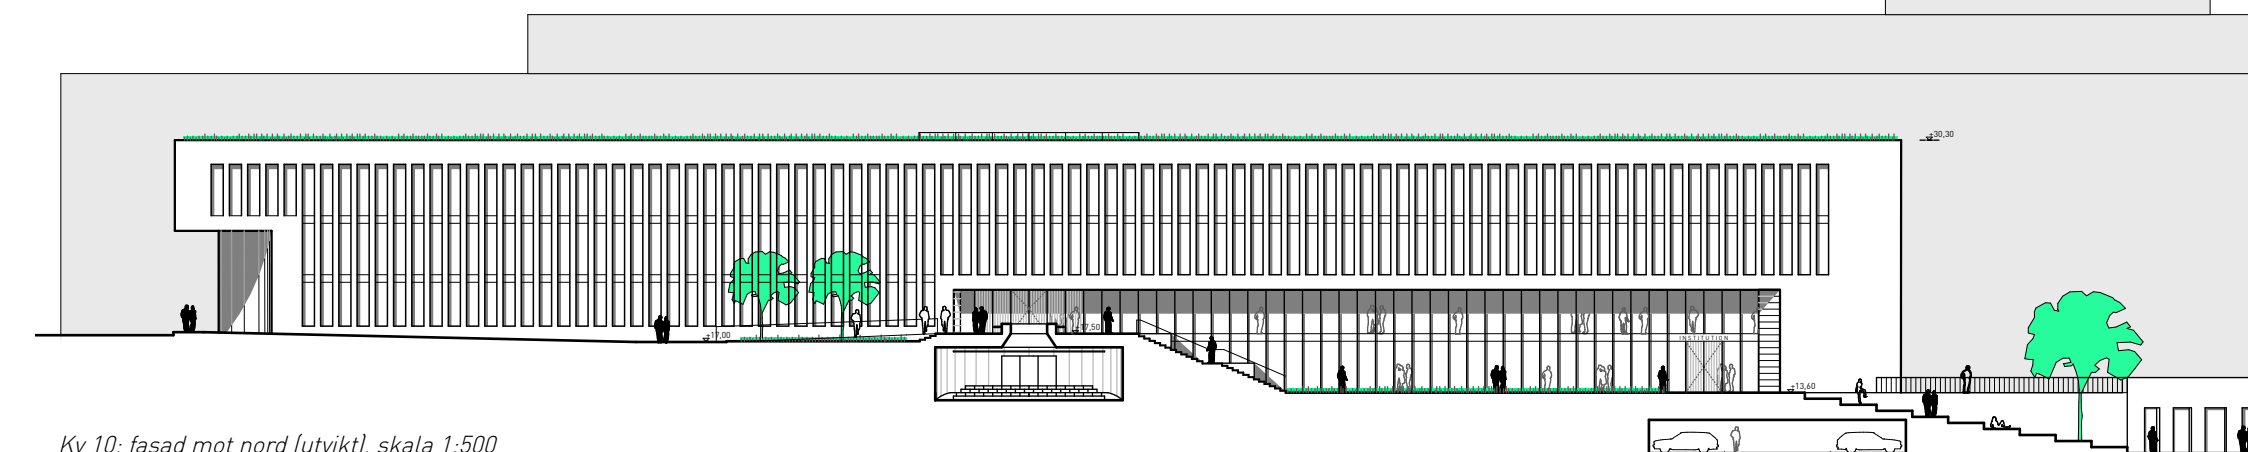 +30,30
+17,00
+17,50
INSTITUTION
+13,60
Kv 10: fasad mot nord (utvikt), skala 1:500